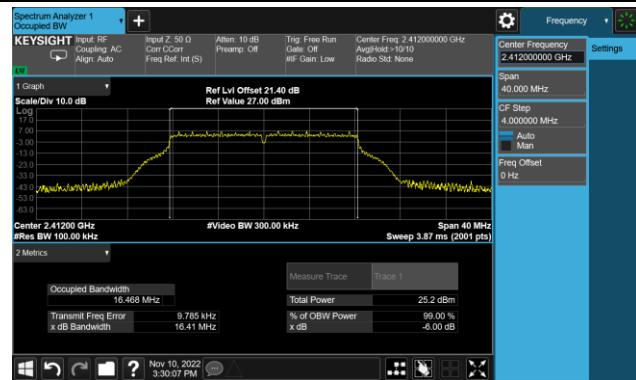 Spectrum Analyzer 1
Occupied BW
Frequency
KEYSIGHT
Input: RF
Coupling: AC
Align: Auto
Input Z: 50 Ω
Corr CCorr
Freq Ref: Int (S)
Atten: 10 dB
Preamp: Off
Trig: Free Run
Gate: Off
#IF Gain: Low
Center Freq: 2.412000000 GHz
Avg|Hold:>10/10
Radio Std: None
LW
Center Frequency
2.412000000 GHz
Settings
Span
40.000 MHz
CF Step
4.000000 MHz
Auto
Man
Freq Offset
0 Hz
1 Graph
Scale/Div 10.0 dB
Ref Lvl Offset 21.40 dB
Ref Value 27.00 dBm
Log
17.0
7.00
-3.00
-13.0
-23.0
-33.0
-43.0
-53.0
-63.0
Center 2.41200 GHz
#Res BW 100.00 kHz
#Video BW 300.00 kHz
Span 40 MHz
Sweep 3.87 ms (2001 pts)
2 Metrics
Measure Trace
Trace 1
Occupied Bandwidth
16.468 MHz
Total Power
25.2 dBm
Transmit Freq Error
9.785 kHz
% of OBW Power
99.00 %
x dB Bandwidth
16.41 MHz
x dB
-6.00 dB
?
Nov 10, 2022
3:30:07 PM